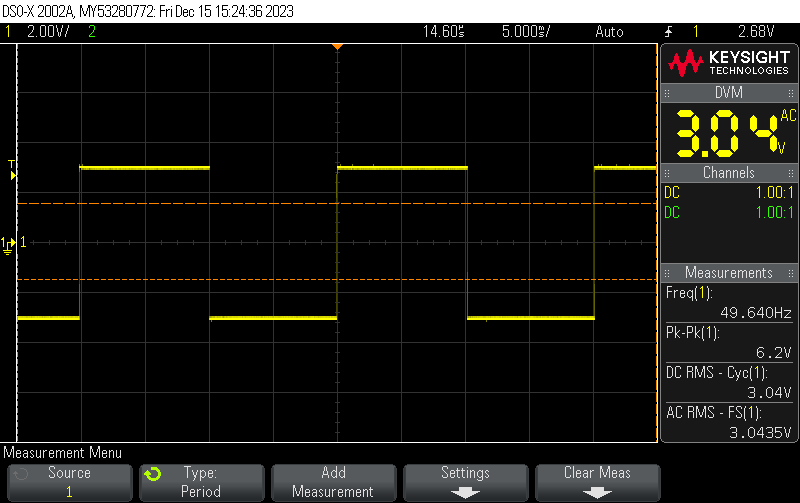 DSO-X 2002A, MY53280772: Fri Dec 15 15:24:36 2023
1 2.00V/ 2 14.60ʂ 5.000ʂ/ Auto 1 2.68V
KEYSIGHT
TECHNOLOGIES
DVM
3.04 AC V
Channels
DC 1.00:1
DC 1.00:1
Measurements
Freq(1):
49.640Hz
Pk-Pk(1):
6.2V
DC RMS - Cyc(1):
3.04V
AC RMS - FS(1):
3.0435V
T
1 1
Measurement Menu
Source
1
Type:
Period
Add
Measurement
Settings
Clear Meas